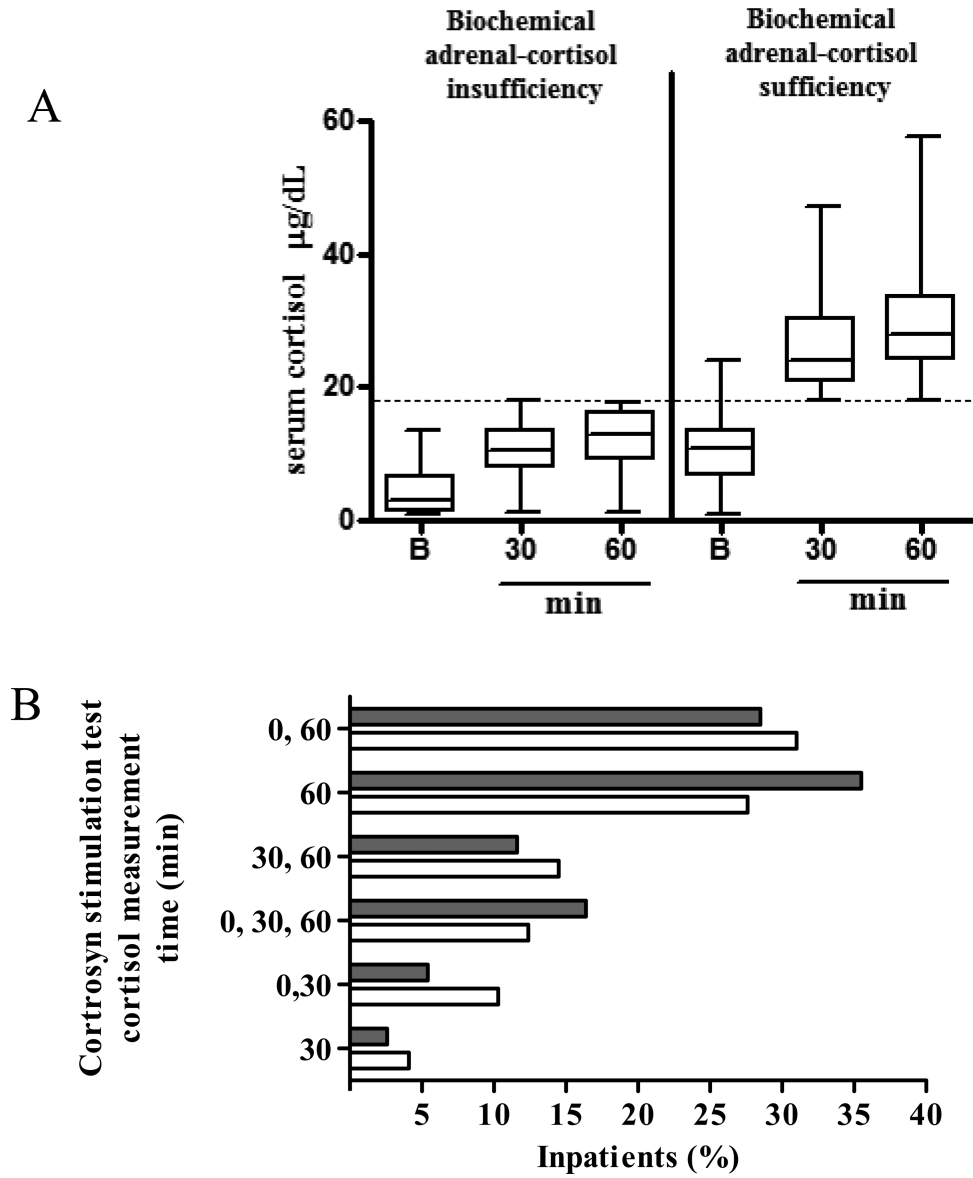 A
Biochemical
adrenal-cortisol
insufficiency
Biochemical
adrenal-cortisol
sufficiency
serum cortisol µg/dL
60
40
20
0
B
30
60
B
30
60
min
min
B
Cortrosyn stimulation test
cortisol measurement
time (min)
0, 60
60
30, 60
0, 30, 60
0,30
30
5
10
15
20
25
30
35
40
Inpatients (%)